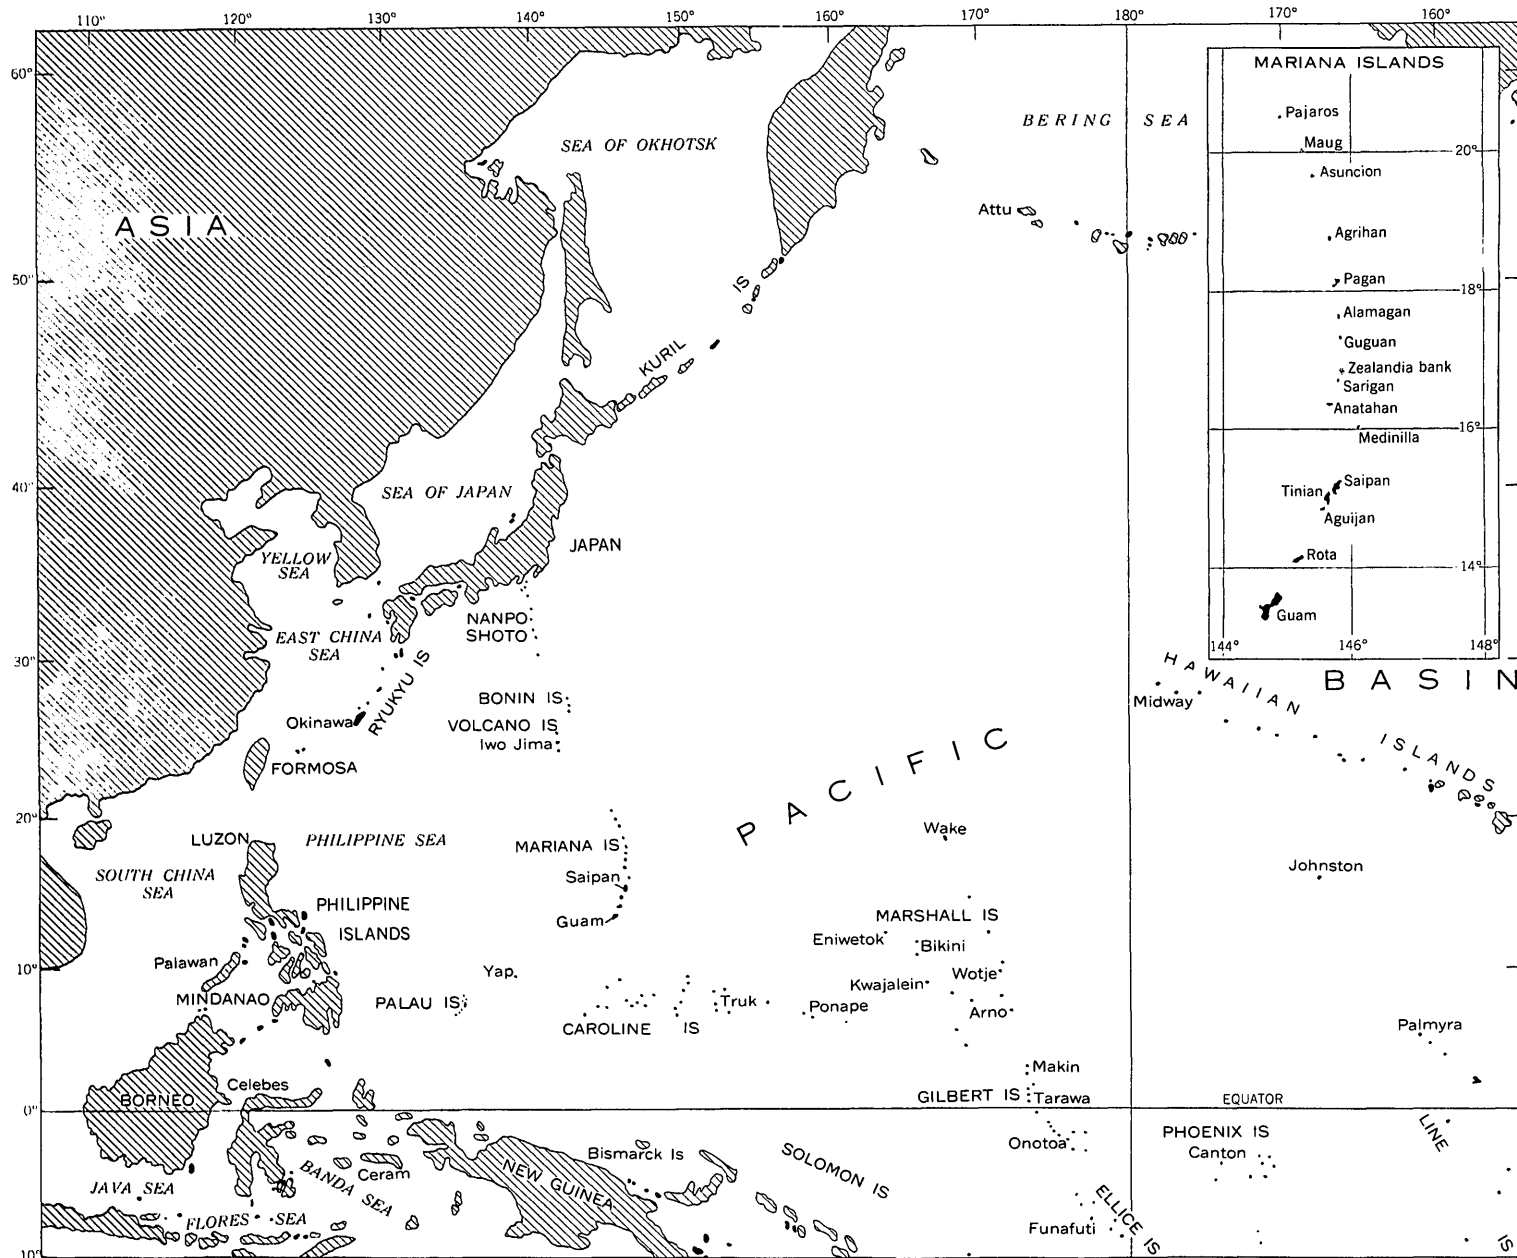 110° 120° 130° 140° 150° 160° 170° 180° 170° 160°
60°
50°
40°
30°
20°
10°
0°
10°
ASIA
SEA OF OKHOTSK
BERING SEA
Attu
KURIL IS
SEA OF JAPAN
JAPAN
YELLOW
SEA
EAST CHINA
SEA
NANPO
SHOTO
RYUKYU IS
Okinawa
BONIN IS
VOLCANO IS
Iwo Jima
FORMOSA
PACIFIC
BASIN
HAWAIIAN ISLANDS
Midway
LUZON
PHILIPPINE SEA
SOUTH CHINA
SEA
PHILIPPINE
ISLANDS
MARIANA IS
Saipan
Guam
Wake
Johnston
MARSHALL IS
Eniwetok
Bikini
Kwajalein
Wotje
Arno
Palawan
MINDANAO
Yap
PALAU IS
CAROLINE IS
Truk
Ponape
Palmyra
BORNEO
Celebes
Makin
GILBERT IS
Tarawa
EQUATOR
Onotoa
PHOENIX IS
Canton
LINE IS
JAVA SEA
FLORES SEA
BANDA SEA
Ceram
NEW GUINEA
Bismarck Is
SOLOMON IS
ELLICE IS
Funafuti
MARIANA ISLANDS
Pajaros
Maug
20°
Asuncion
Agrihan
Pagan
18°
Alamagan
Guguan
Zealandia bank
Sarigan
Anatahan
16°
Medinilla
Saipan
Tinian
Aguijan
Rota
14°
Guam
144° 146° 148°